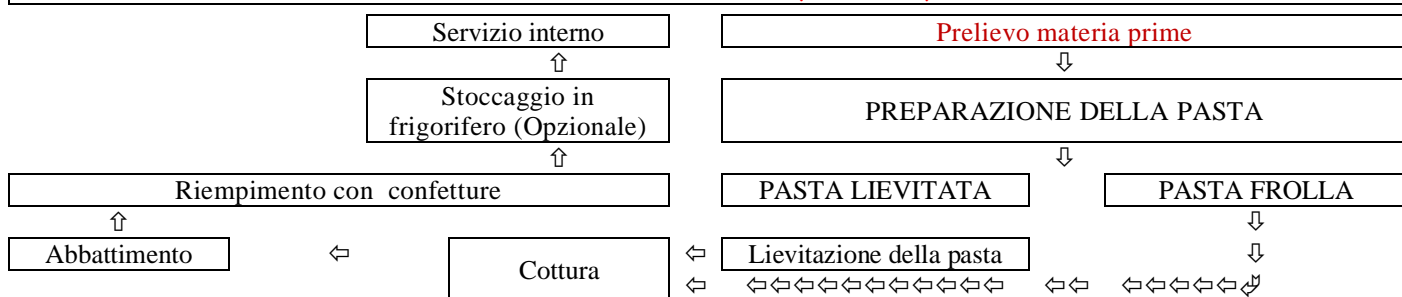 Servizio interno
Prelievo materia prime
⇧
⇩
Stoccaggio in
frigorifero (Opzionale)
PREPARAZIONE DELLA PASTA
⇧
⇩
Riempimento con confetture
PASTA LIEVITATA
PASTA FROLLA
⇧
⇩
Abbattimento
⇦
Cottura
⇦
Lievitazione della pasta
⇩
⇦
⇦⇦⇦⇦⇦⇦⇦⇦⇦⇦⇦
⇦⇦
⇦⇦⇦⇦⇦